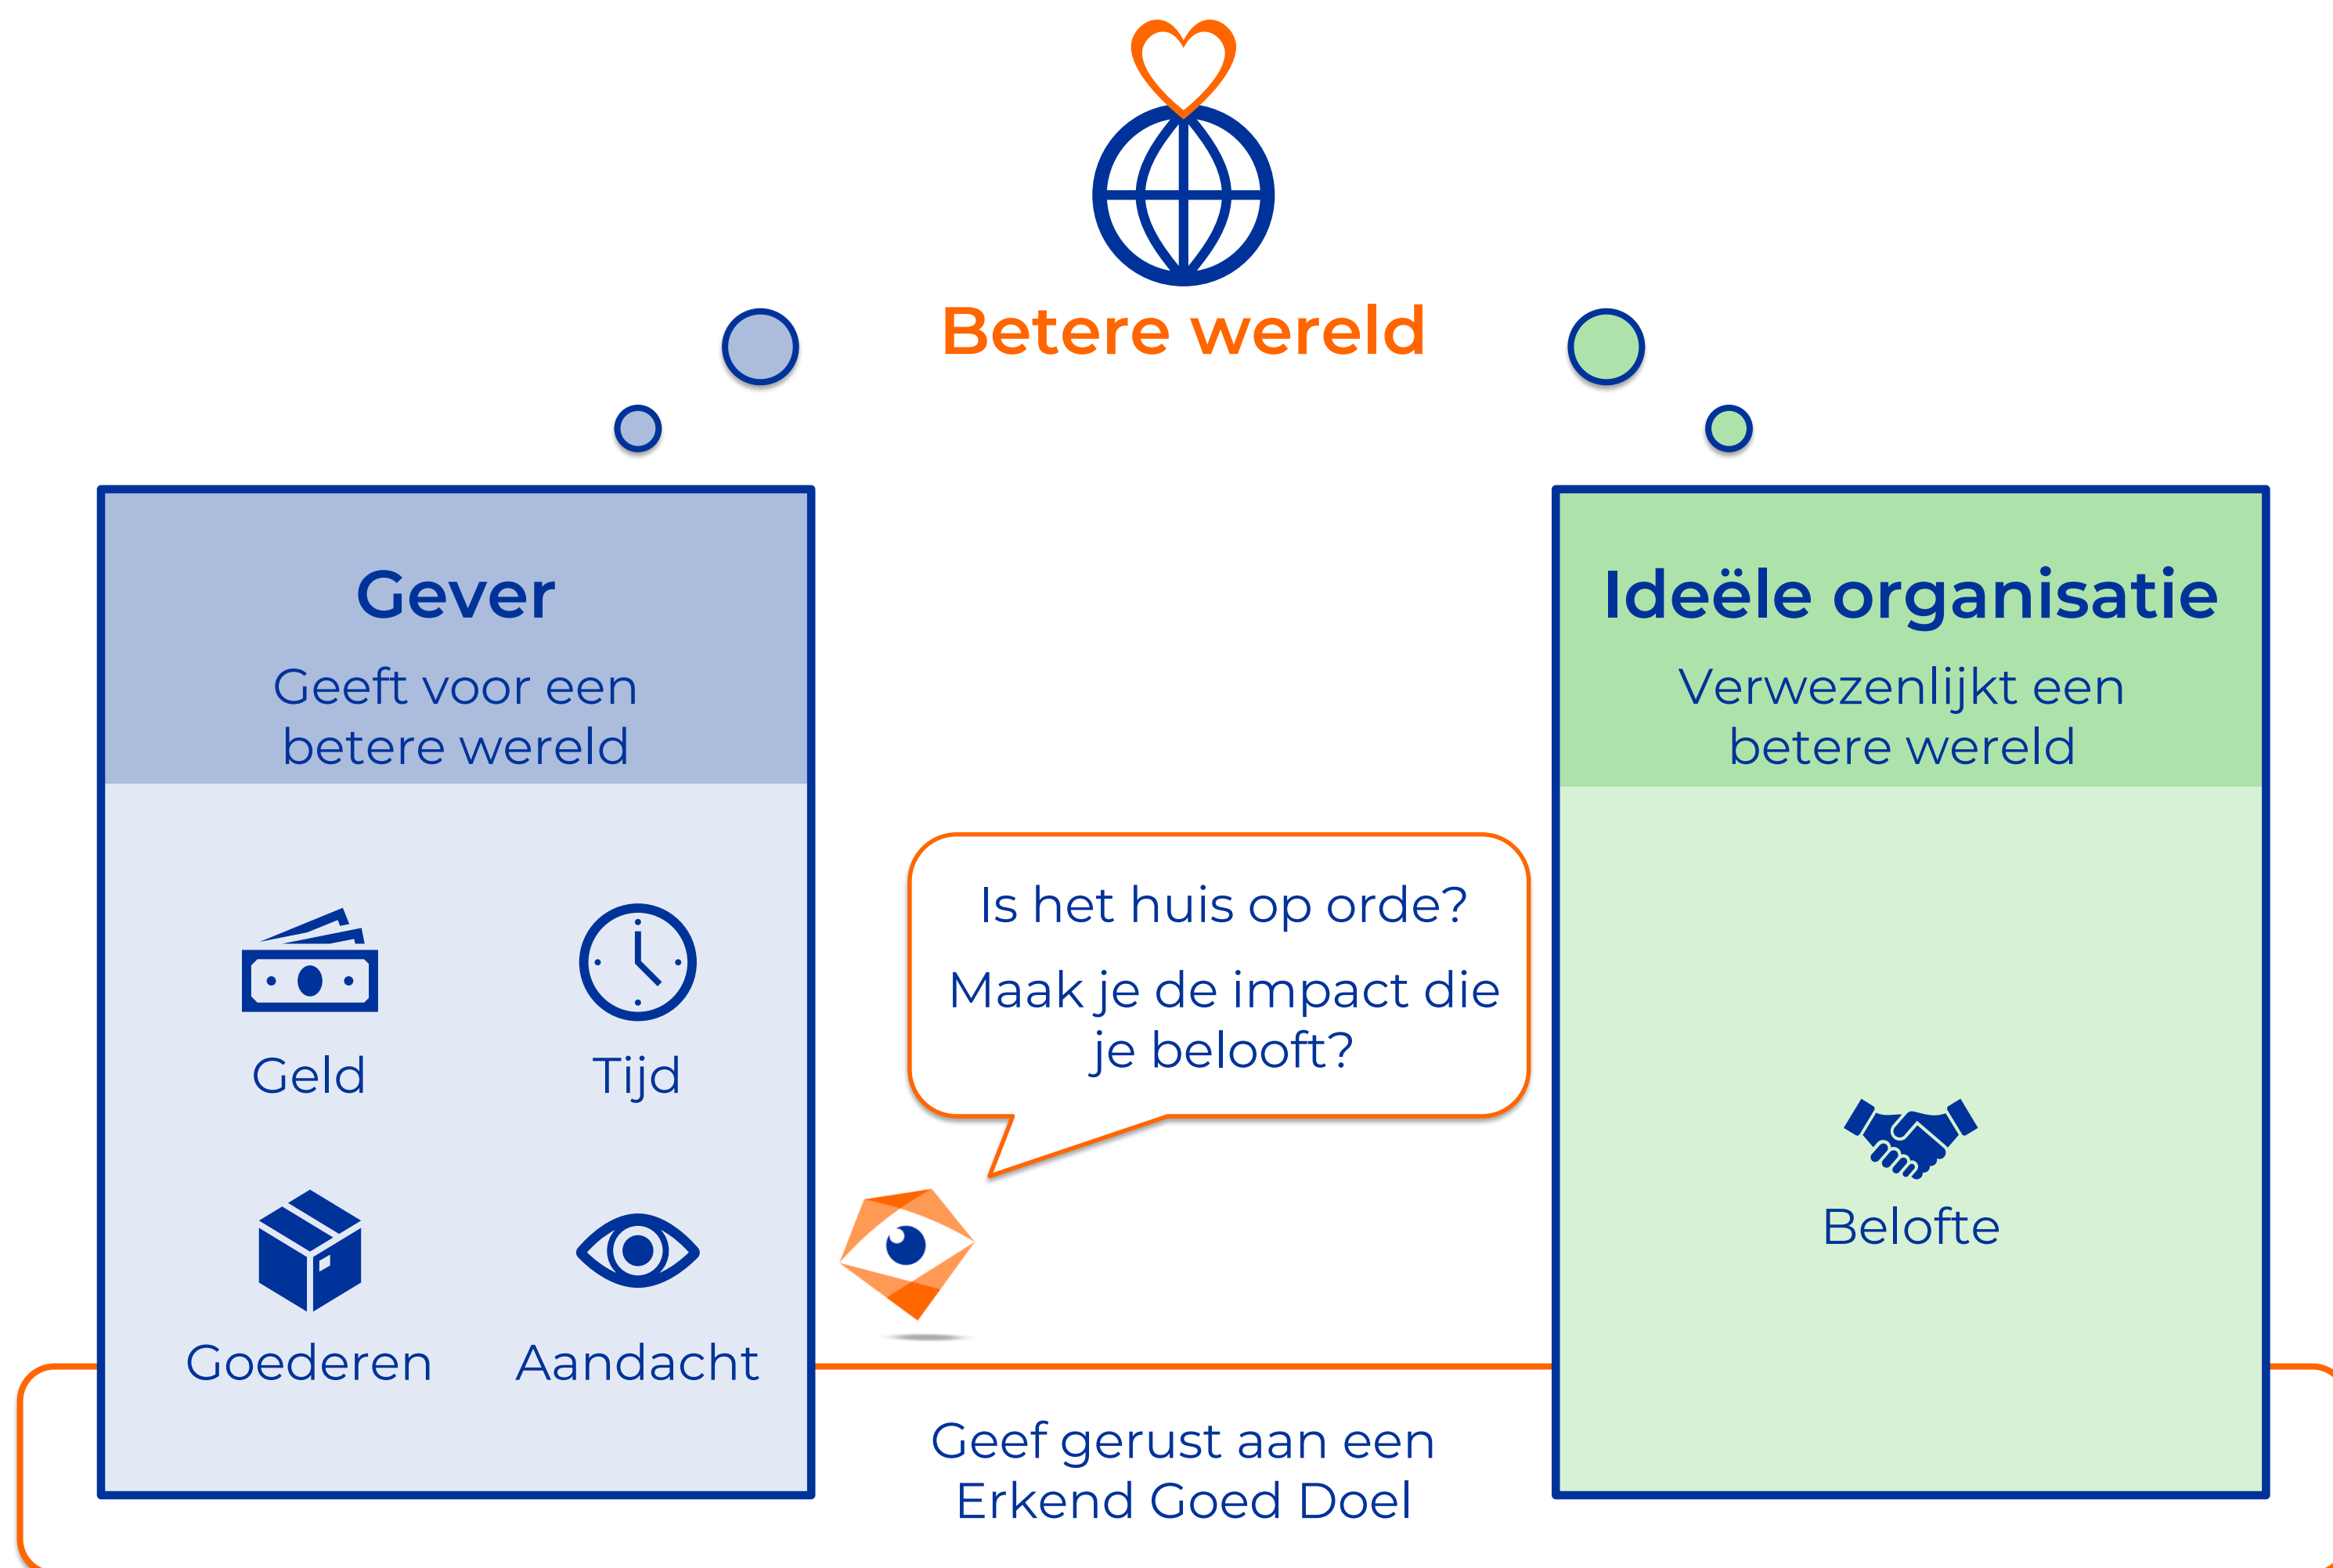 Betere wereld
Gever
Geeft voor een
betere wereld
Geld
Tijd
Goederen
Aandacht
Is het huis op orde?
Maak je de impact die
je belooft?
Ideële organisatie
Verwezenlijkt een
betere wereld
Belofte
Geef gerust aan een
Erkend Goed Doel